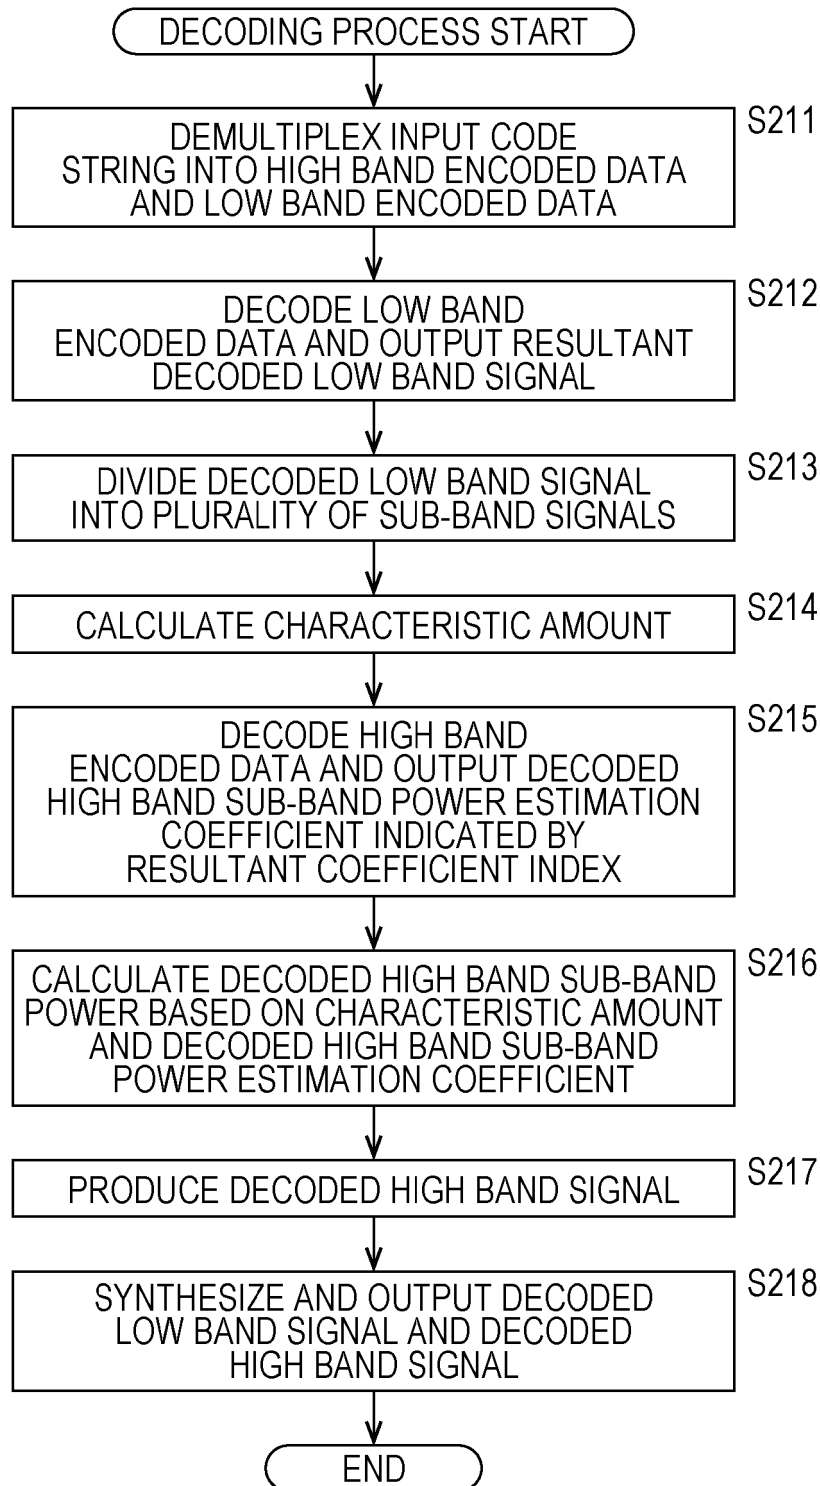 DECODING PROCESS START
S211
DEMULTIPLEX INPUT CODE
STRING INTO HIGH BAND ENCODED DATA
AND LOW BAND ENCODED DATA
S212
DECODE LOW BAND
ENCODED DATA AND OUTPUT RESULTANT
DECODED LOW BAND SIGNAL
S213
DIVIDE DECODED LOW BAND SIGNAL
INTO PLURALITY OF SUB-BAND SIGNALS
S214
CALCULATE CHARACTERISTIC AMOUNT
S215
DECODE HIGH BAND
ENCODED DATA AND OUTPUT DECODED
HIGH BAND SUB-BAND POWER ESTIMATION
COEFFICIENT INDICATED BY
RESULTANT COEFFICIENT INDEX
S216
CALCULATE DECODED HIGH BAND SUB-BAND
POWER BASED ON CHARACTERISTIC AMOUNT
AND DECODED HIGH BAND SUB-BAND
POWER ESTIMATION COEFFICIENT
S217
PRODUCE DECODED HIGH BAND SIGNAL
S218
SYNTHESIZE AND OUTPUT DECODED
LOW BAND SIGNAL AND DECODED
HIGH BAND SIGNAL
END